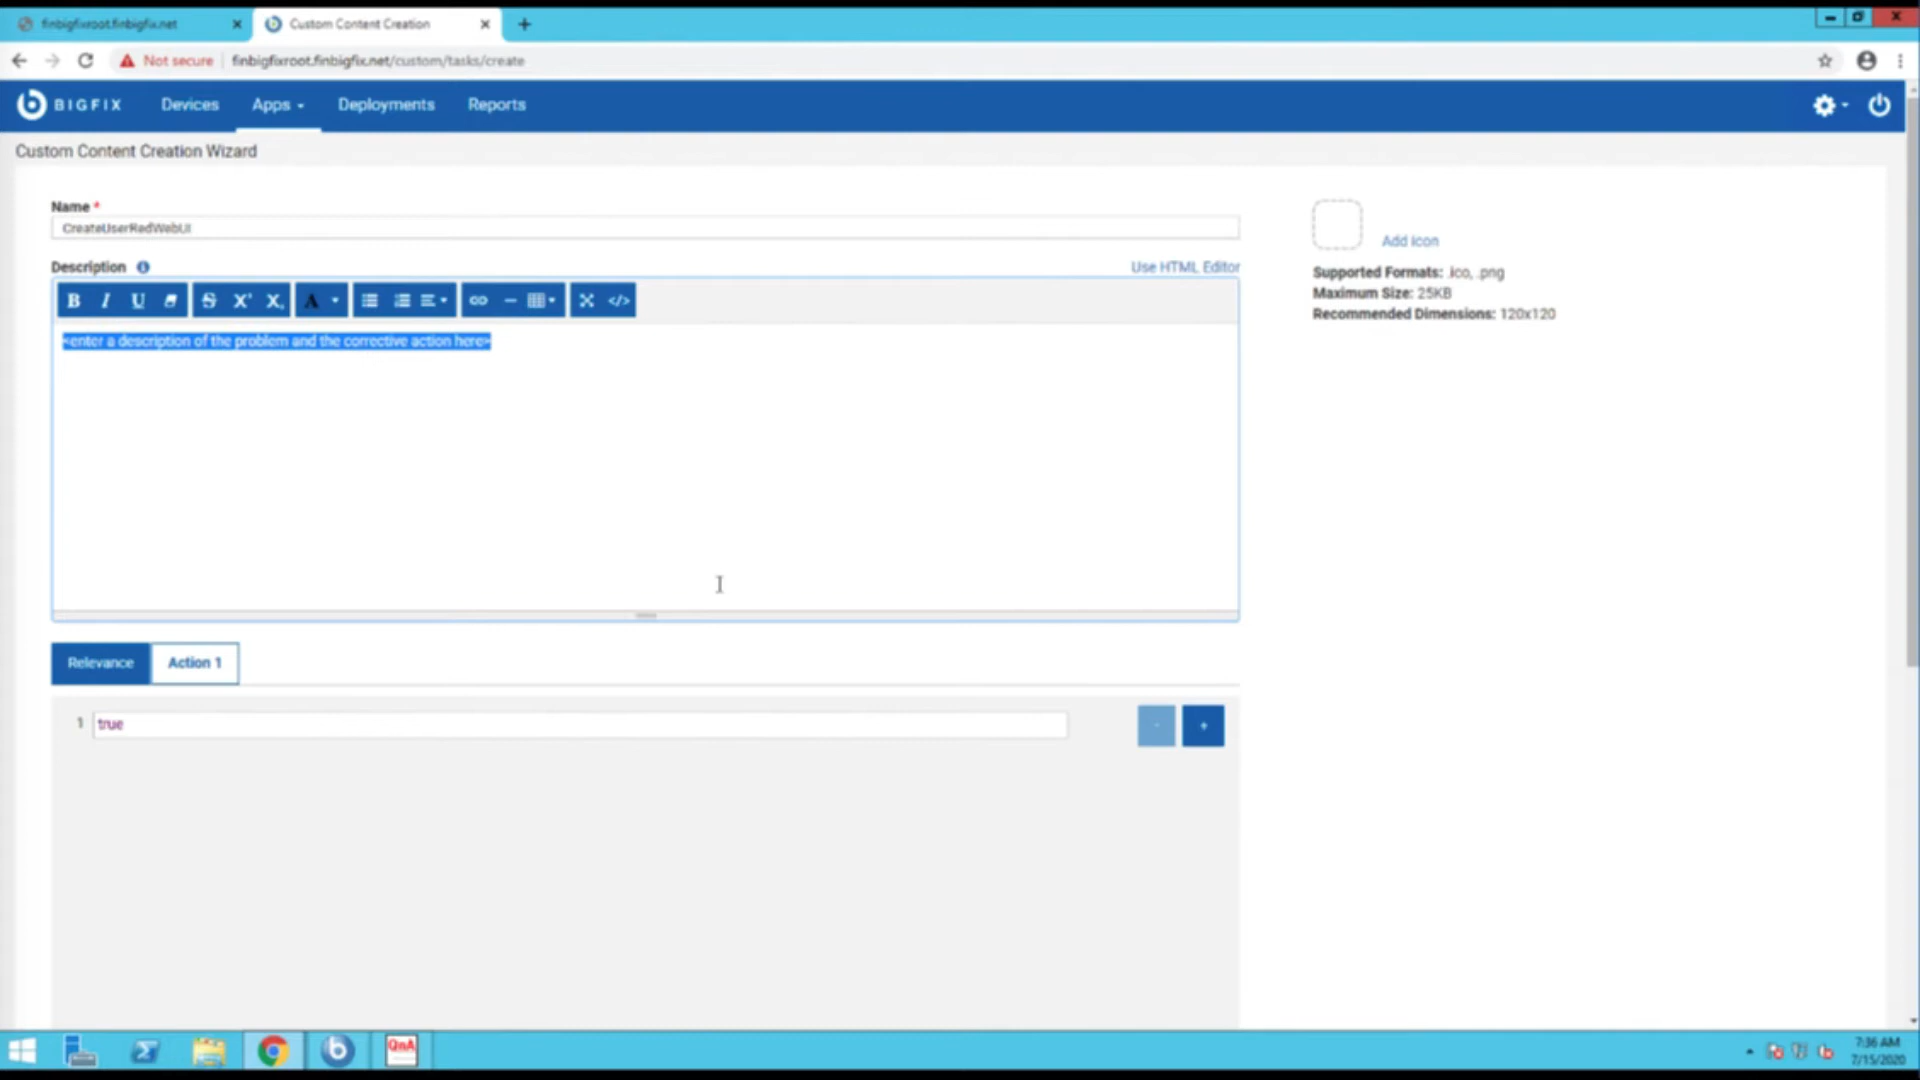 finbigfixroot.finbigfix.net
Custom Content Creation
Not secure finbigfixroot.finbigfix.net/custom/tasks/create
BIGFIX Devices Apps Deployments Reports
Custom Content Creation Wizard
Name *
CreateUserRedWebUI
Description
Use HTML Editor
B I U S X X A </>
<enter a description of the problem and the corrective action here>
Add icon
Supported Formats: .ico, .png
Maximum Size: 25KB
Recommended Dimensions: 120x120
Relevance Action 1
1 true
- +
QnA
7:36 AM
7/15/2020